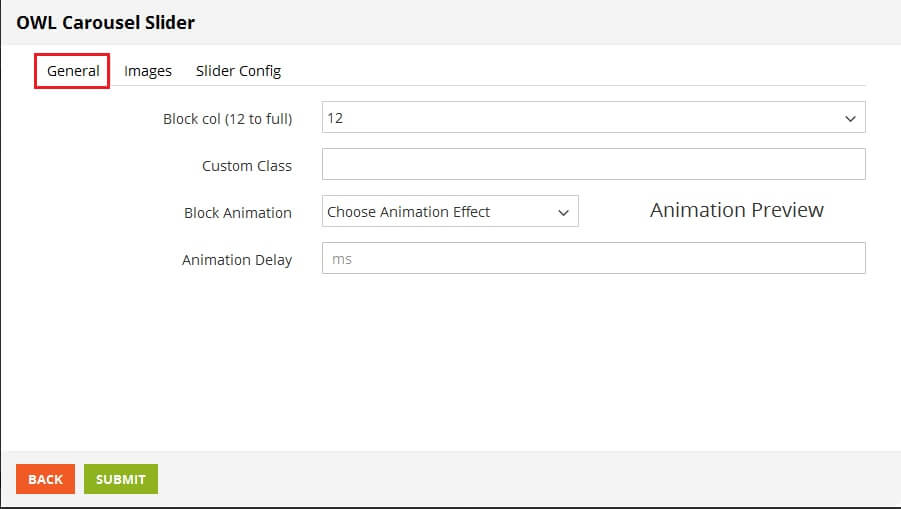 OWL Carousel Slider
General Images Slider Config
Block col (12 to full) 12
Custom Class
Block Animation Choose Animation Effect Animation Preview
Animation Delay ms
BACK SUBMIT